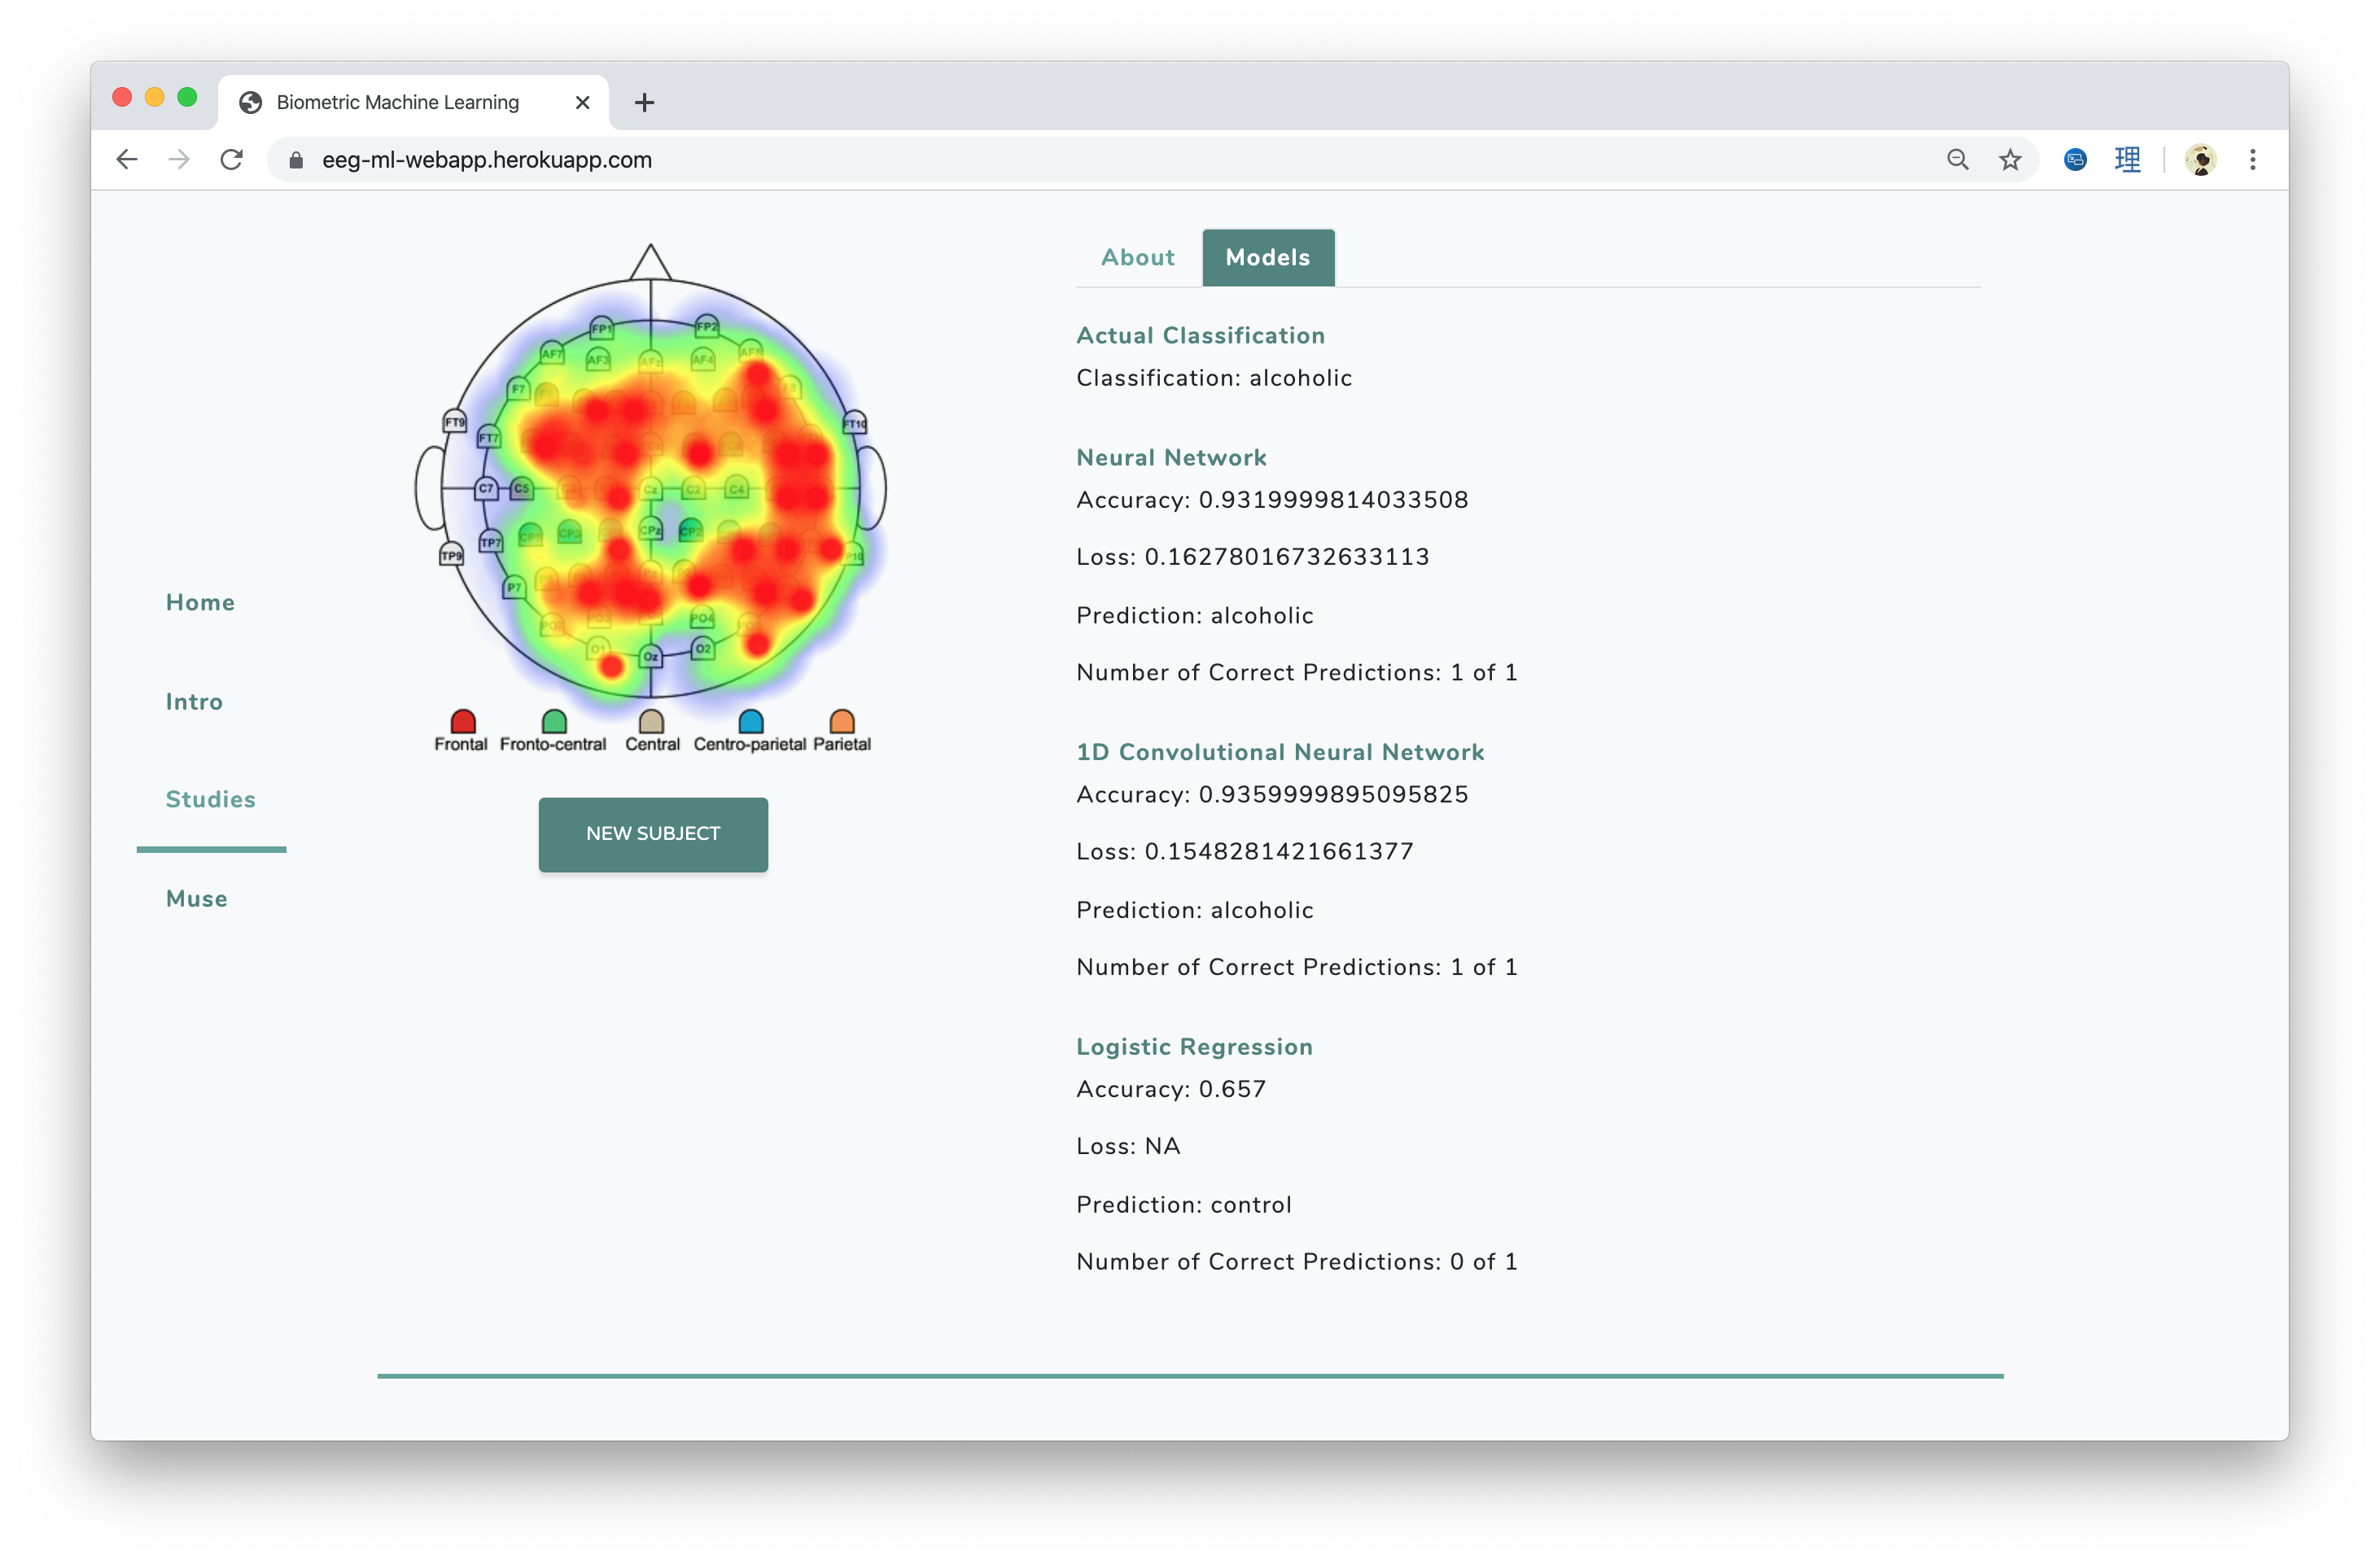 Biometric Machine Learning
eeg-ml-webapp.herokuapp.com
理
Home
Intro
Studies
Muse
FP1 FP2
AF7 AF3 AFz AF4 AF8
F7 F8
FT9 FT7 FT10
C7 C5 Cz C2 C4
CP5 CP3 CPz CP2
TP9 TP7
P7 Pz
PO4
O1 Oz O2
Frontal Fronto-central Central Centro-parietal Parietal
NEW SUBJECT
About Models
Actual Classification
Classification: alcoholic
Neural Network
Accuracy: 0.9319999814033508
Loss: 0.16278016732633113
Prediction: alcoholic
Number of Correct Predictions: 1 of 1
1D Convolutional Neural Network
Accuracy: 0.9359999895095825
Loss: 0.1548281421661377
Prediction: alcoholic
Number of Correct Predictions: 1 of 1
Logistic Regression
Accuracy: 0.657
Loss: NA
Prediction: control
Number of Correct Predictions: 0 of 1